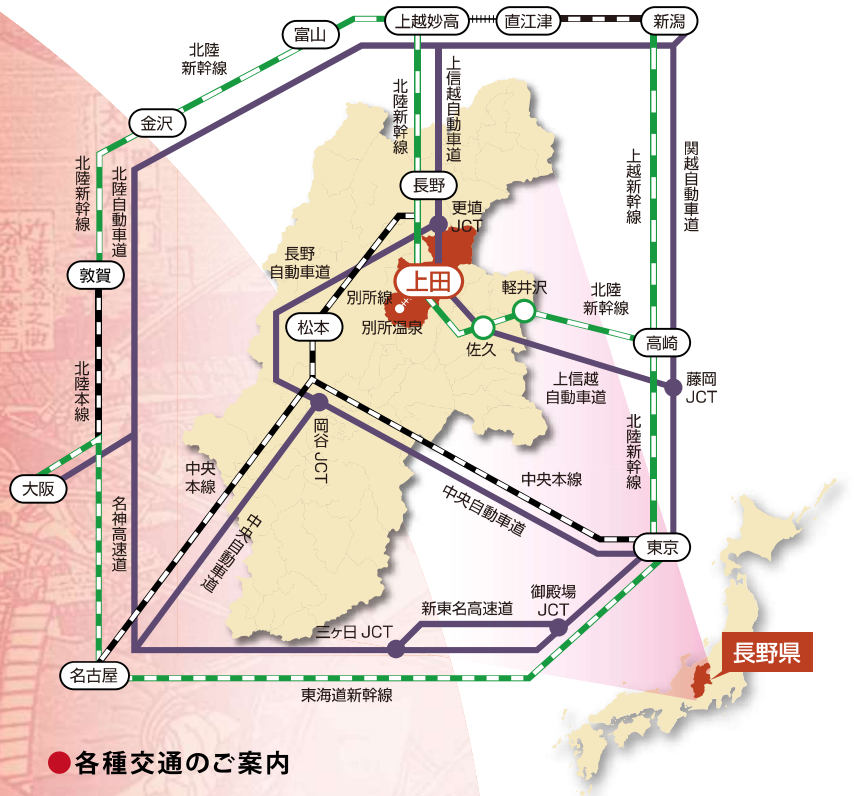 上越妙高
直江津
新潟
富山
北陸
新幹線
金沢
北陸新幹線
上信越自動車道
上越新幹線
関越自動車道
北陸新幹線
北陸自動車道
長野
更埴
JCT
長野
自動車道
敦賀
上田
別所線
別所温泉
軽井沢
佐久
北陸
新幹線
松本
高崎
上信越
自動車道
藤岡
JCT
北陸本線
岡谷JCT
北陸新幹線
中央
本線
中央本線
大阪
中央自動車道
名神高速道
中央自動車道
東京
御殿場
JCT
新東名高速道
三ヶ日JCT
長野県
名古屋
東海道新幹線
●各種交通のご案内